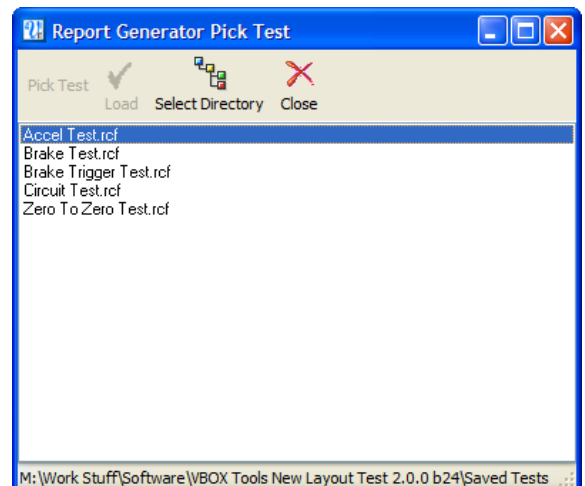 Report Generator Pick Test
Pick Test
Load
Select Directory
Close
Accel Test.rcf
Brake Test.rcf
Brake Trigger Test.rcf
Circuit Test.rcf
Zero To Zero Test.rcf
M:\Work Stuff\Software\VBOX Tools New Layout Test 2.0.0 b24\Saved Tests